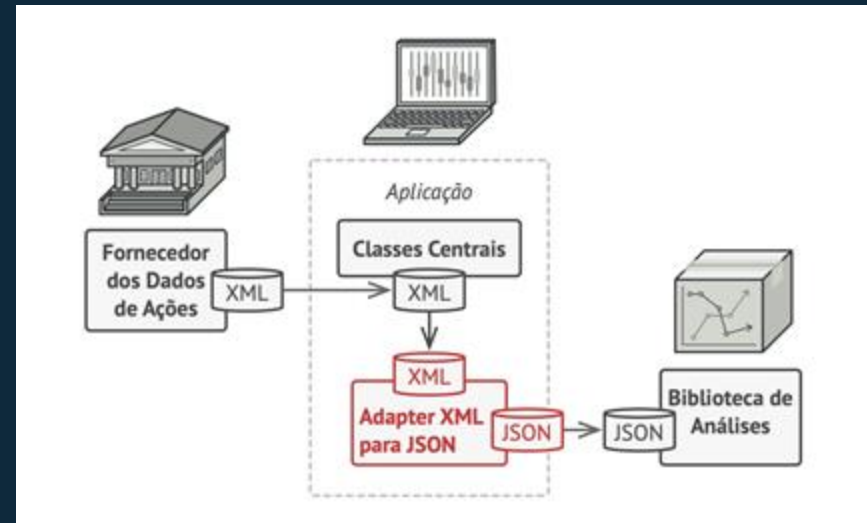 Aplicação
Fornecedor
dos Dados
de Ações
XML
Classes Centrais
XML
XML
Adapter XML
para JSON
JSON
JSON
Biblioteca de
Análises